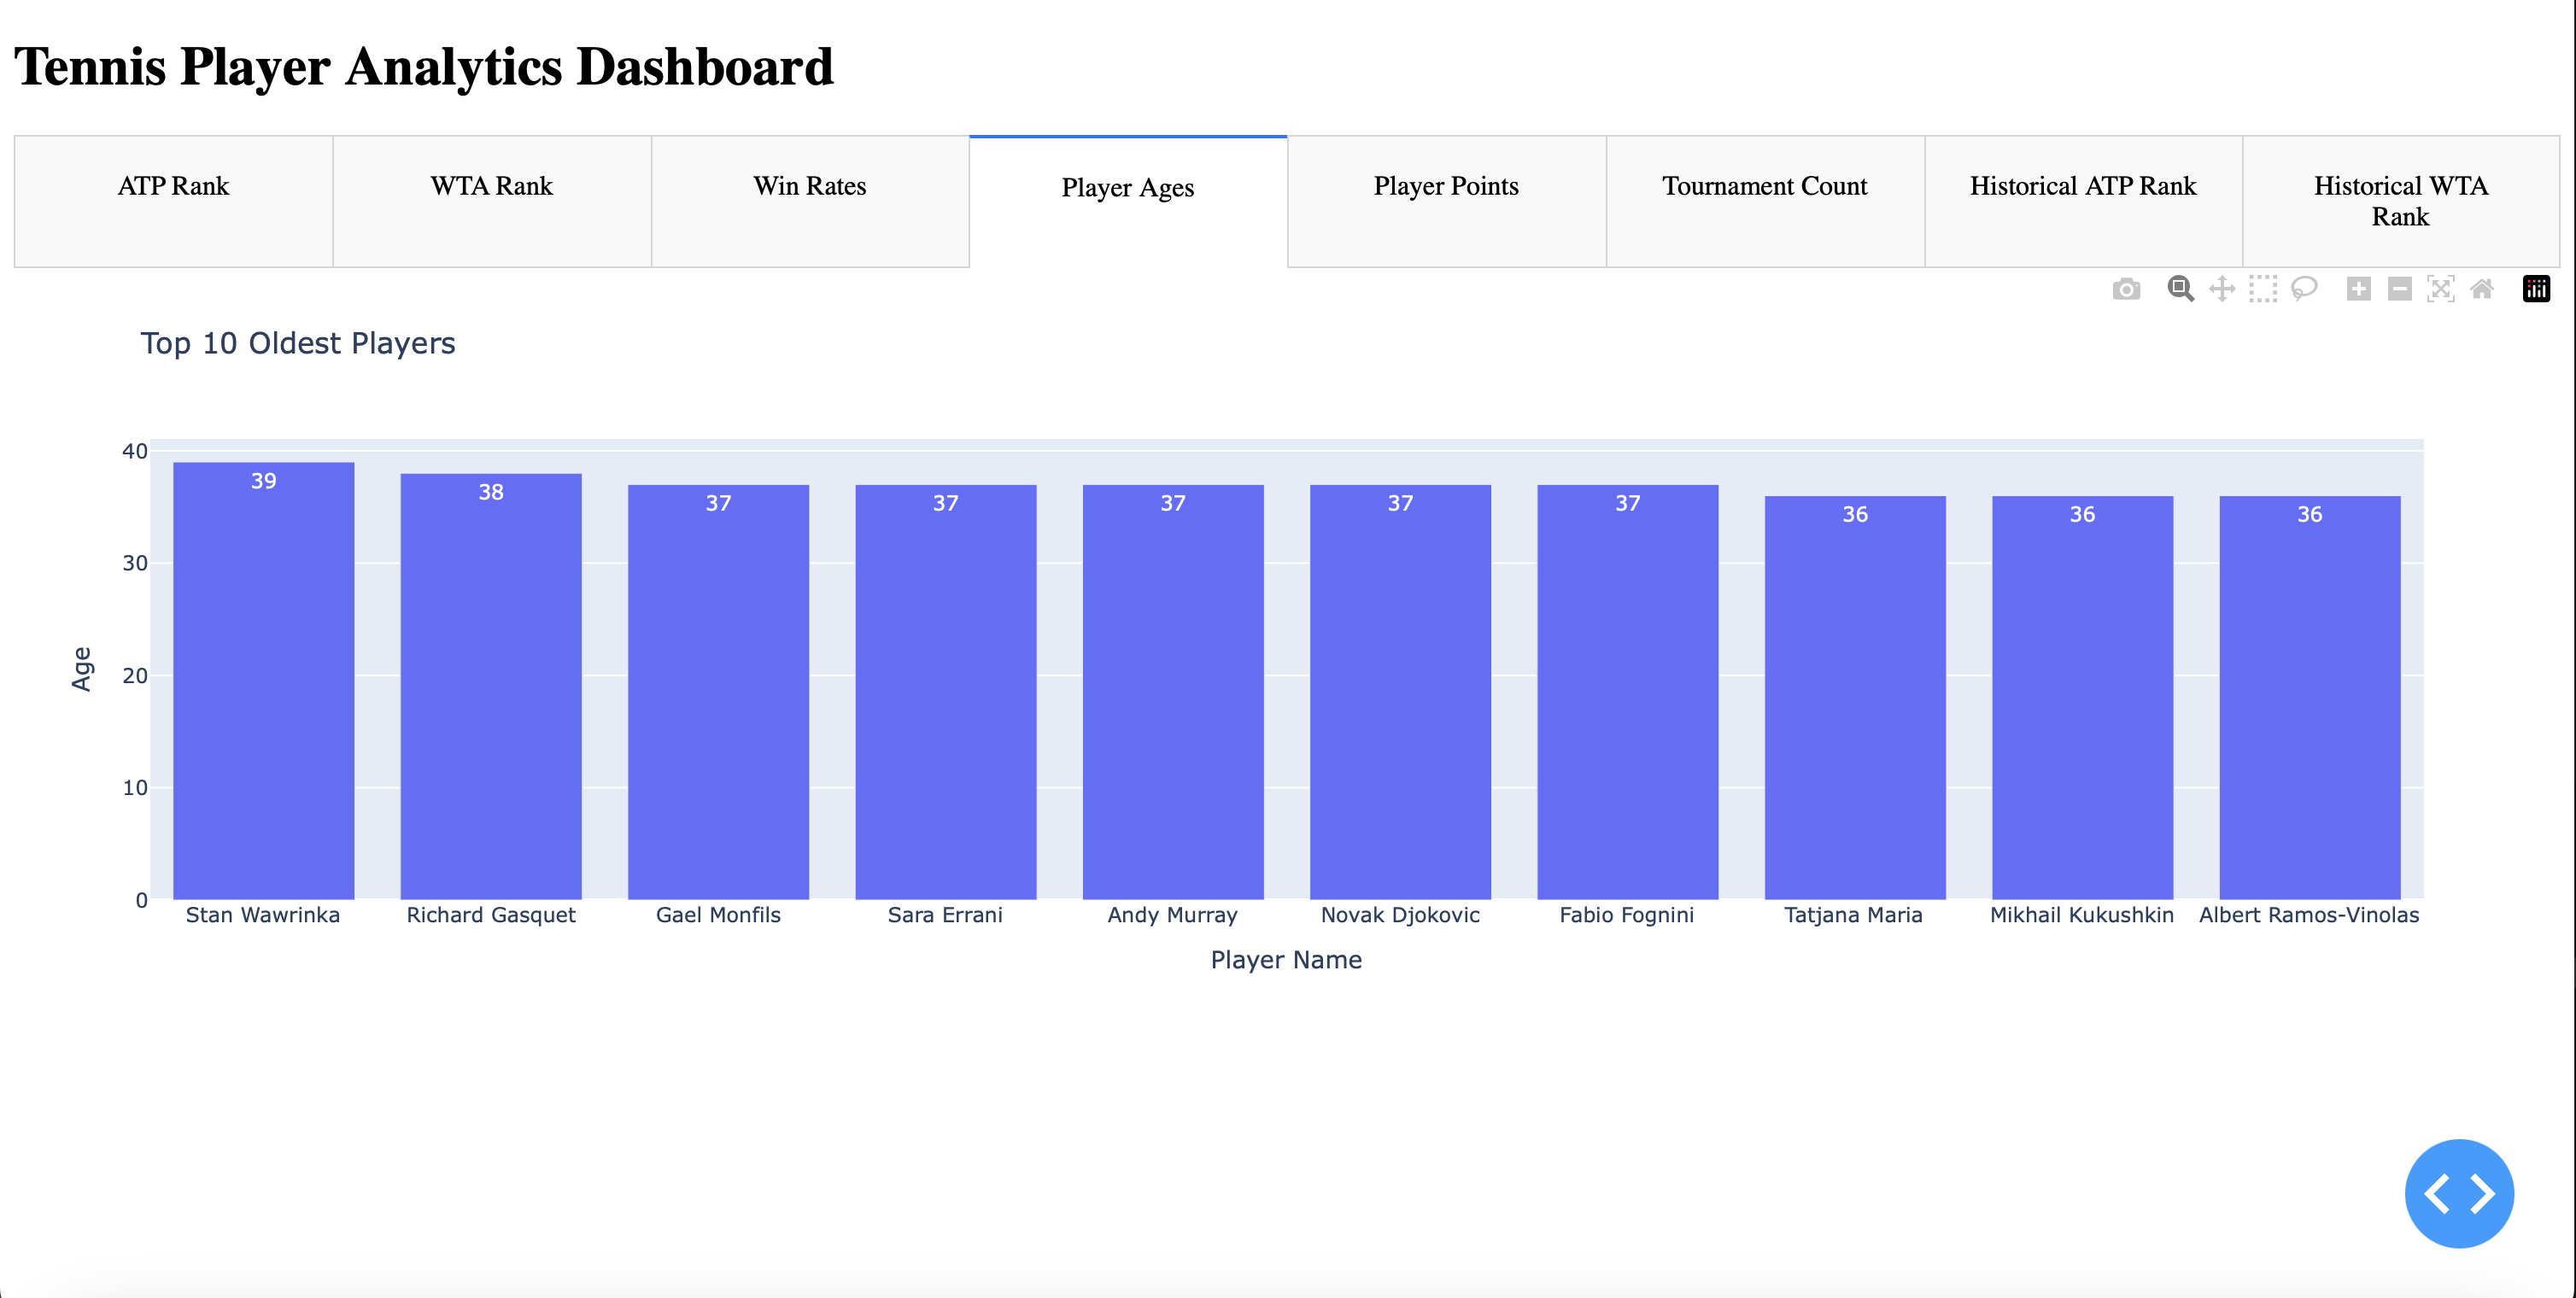 Tennis Player Analytics Dashboard
ATP Rank
WTA Rank
Win Rates
Player Ages
Player Points
Tournament Count
Historical ATP Rank
Historical WTA
Rank
Top 10 Oldest Players
40
30
20
10
0
Age
39
38
37
37
37
37
37
36
36
36
Stan Wawrinka
Richard Gasquet
Gael Monfils
Sara Errani
Andy Murray
Novak Djokovic
Fabio Fognini
Tatjana Maria
Mikhail Kukushkin
Albert Ramos-Vinolas
Player Name